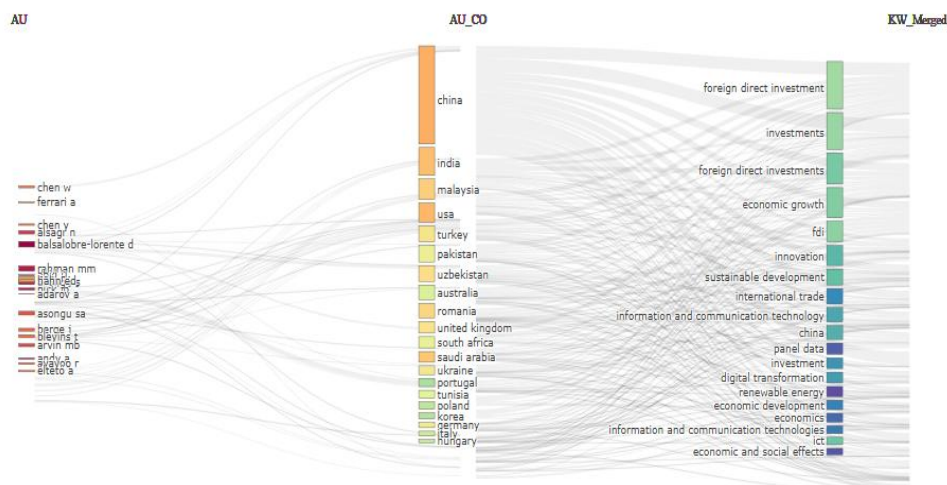 AU
AU_CO
KW_Merged
chen w
ferrari a
chen y
alsagr n
balsalobre-lorente d
rahman mm
adarov a
asongu sa
berge j
blevins t
arvin mb
andy a
ayayoo r
elteto a
china
india
malaysia
usa
turkey
pakistan
uzbekistan
australia
romania
united kingdom
south africa
saudi arabia
ukraine
portugal
tunisia
poland
korea
germany
italy
hungary
foreign direct investment
investments
foreign direct investments
economic growth
fdi
innovation
sustainable development
international trade
information and communication technology
china
panel data
investment
digital transformation
renewable energy
economic development
economics
information and communication technologies
ict
economic and social effects